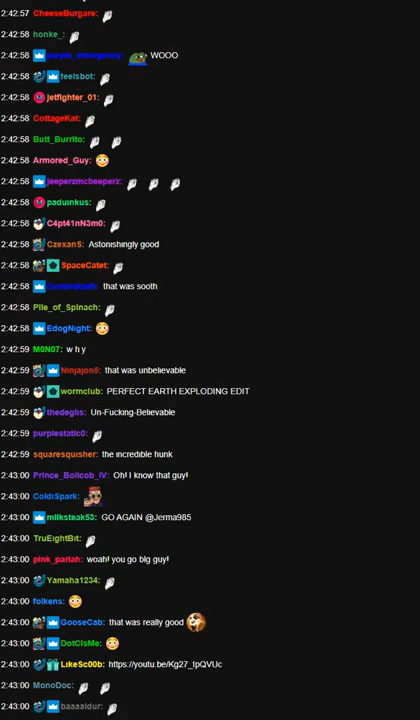 2:42:57 CheeseBurgare:
2:42:58 honke_:
2:42:58 purple_emergency: WOOO
2:42:58 feelsbot:
2:42:58 jetfighter_01:
2:42:58 CottageKat:
2:42:58 Butt_Burrito:
2:42:58 Armored_Guy:
2:42:58 jeeperzmcbeeperz:
2:42:58 paduinkus:
2:42:58 C4pt41nN3m0:
2:42:58 CzexanS: Astonishingly good
2:42:58 SpaceCatet:
2:42:58 that was sooth
2:42:58 Pile_of_Spinach:
2:42:58 EdogNight:
2:42:59 M0N07: w h y
2:42:59 Ninjajon5: that was unbelievable
2:42:59 wormclub: PERFECT EARTH EXPLODING EDIT
2:42:59 thedeglis: Un-Fucking-Believable
2:42:59 purplestatic0:
2:42:59 squaresquisher: the incredible hunk
2:43:00 Prince_Bolicob_IV: Oh! I know that guy!
2:43:00 ColdiSpark:
2:43:00 milksteak53: GO AGAIN @Jerma985
2:43:00 TruEightBit:
2:43:00 pink_pariah: woah! you go big guy!
2:43:00 Yamaha1234:
2:43:00 folkens:
2:43:00 GooseCab: that was really good
2:43:00 DotCIsMe:
2:43:00 LikeSc00b: https://youtu.be/Kg27_!pQVUc
2:43:00 MonoDoc:
2:43:00 baaaaldur: